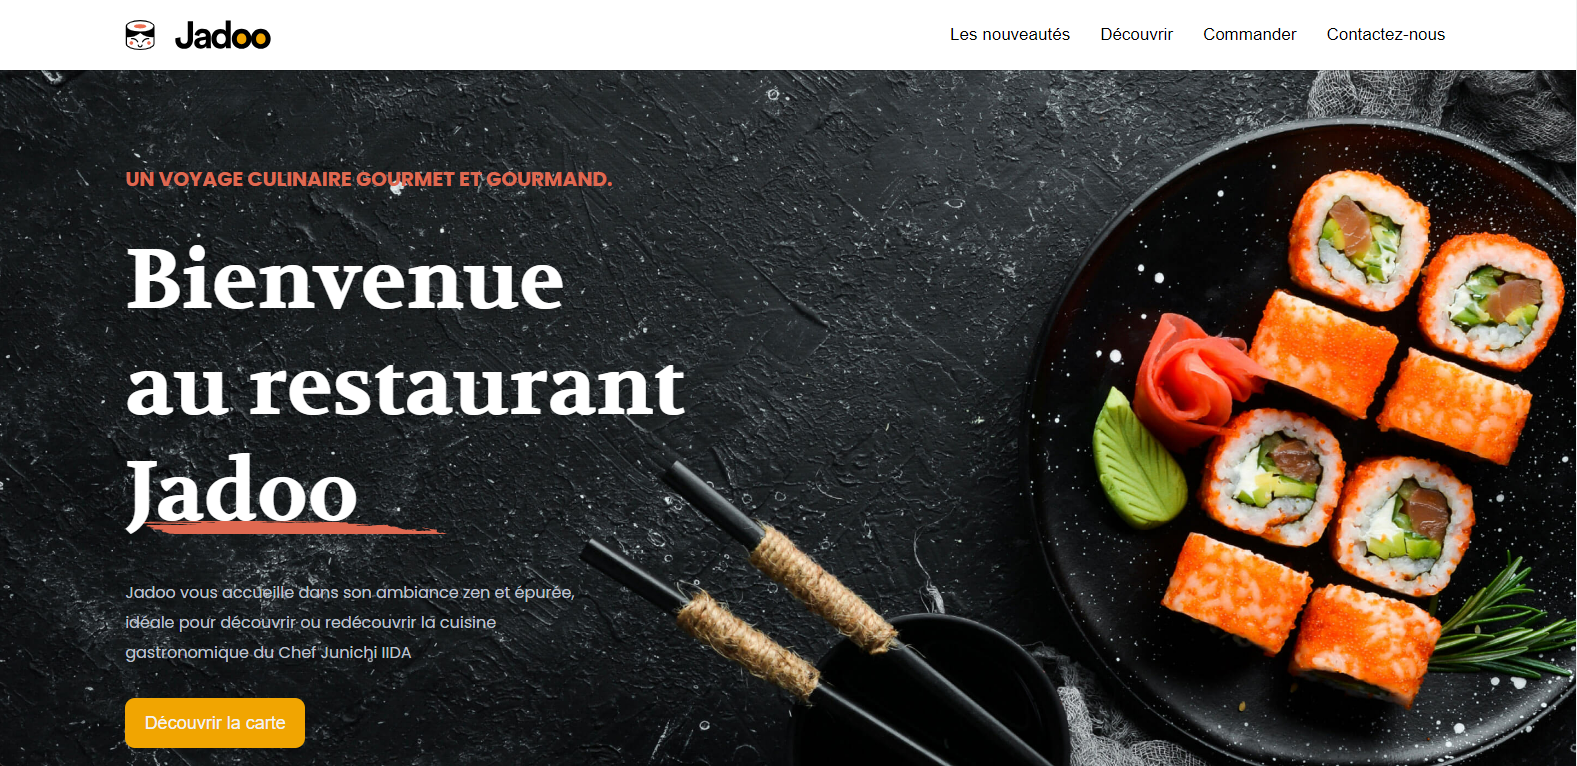 Jadoo
Les nouveautés Découvrir Commander Contactez-nous
UN VOYAGE CULINAIRE GOURMET ET GOURMAND.
Bienvenue
au restaurant
Jadoo
Jadoo vous accueille dans son ambiance zen et épurée,
idéale pour découvrir ou redécouvrir la cuisine
gastronomique du Chef Junichi IIDA
Découvrir la carte